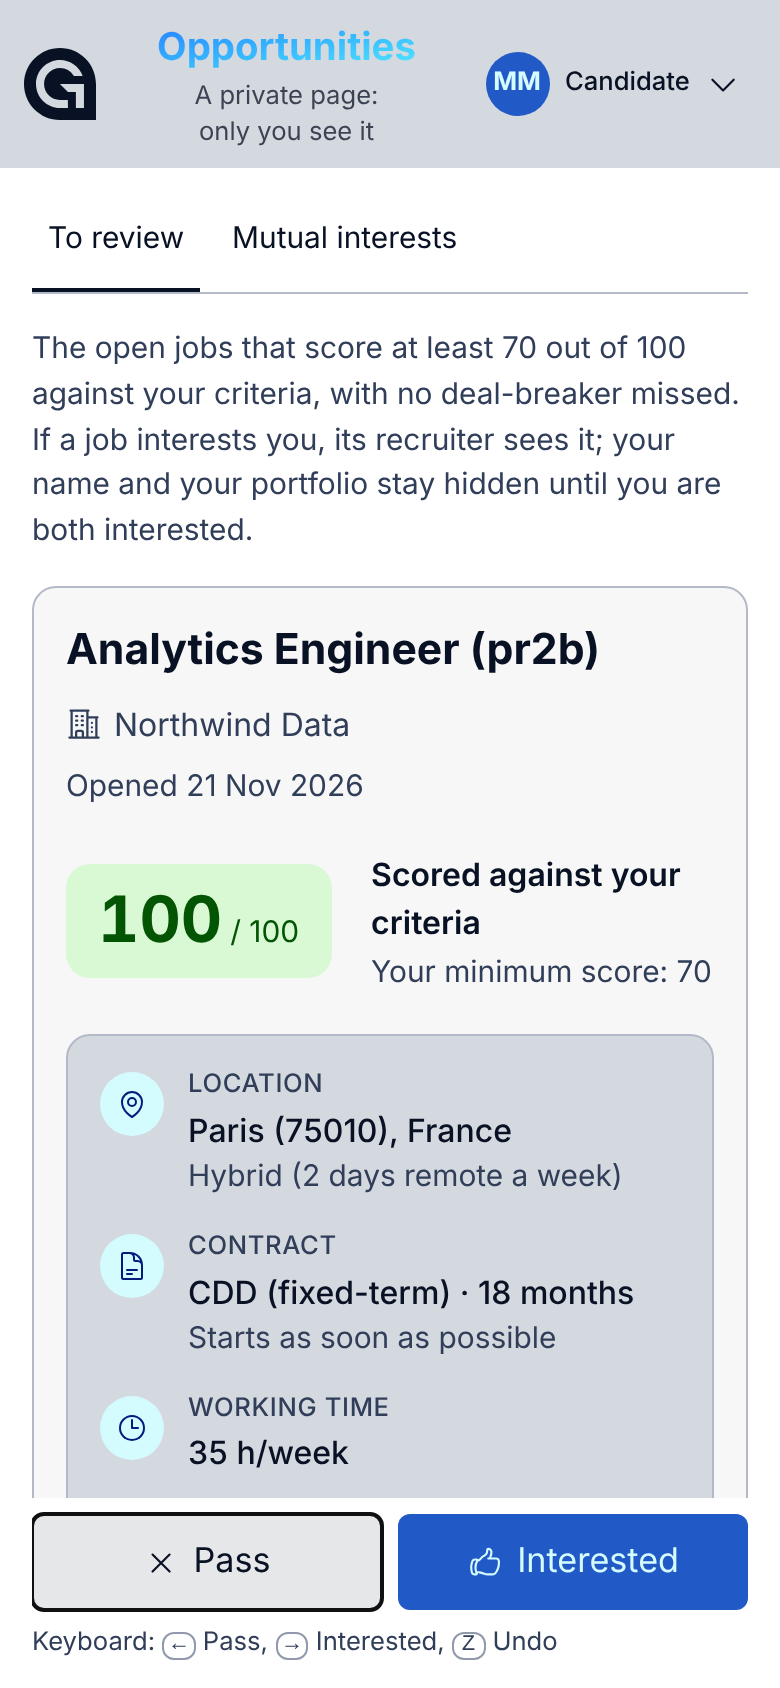 Opportunities
A private page:
only you see it
MM
Candidate
To review
Mutual interests
The open jobs that score at least 70 out of 100
against your criteria, with no deal-breaker missed.
If a job interests you, its recruiter sees it; your
name and your portfolio stay hidden until you are
both interested.
Analytics Engineer (pr2b)
Northwind Data
Opened 21 Nov 2026
100 / 100
Scored against your
criteria
Your minimum score: 70
LOCATION
Paris (75010), France
Hybrid (2 days remote a week)
CONTRACT
CDD (fixed-term) · 18 months
Starts as soon as possible
WORKING TIME
35 h/week
Pass
Interested
Keyboard: ← Pass, → Interested, Z Undo